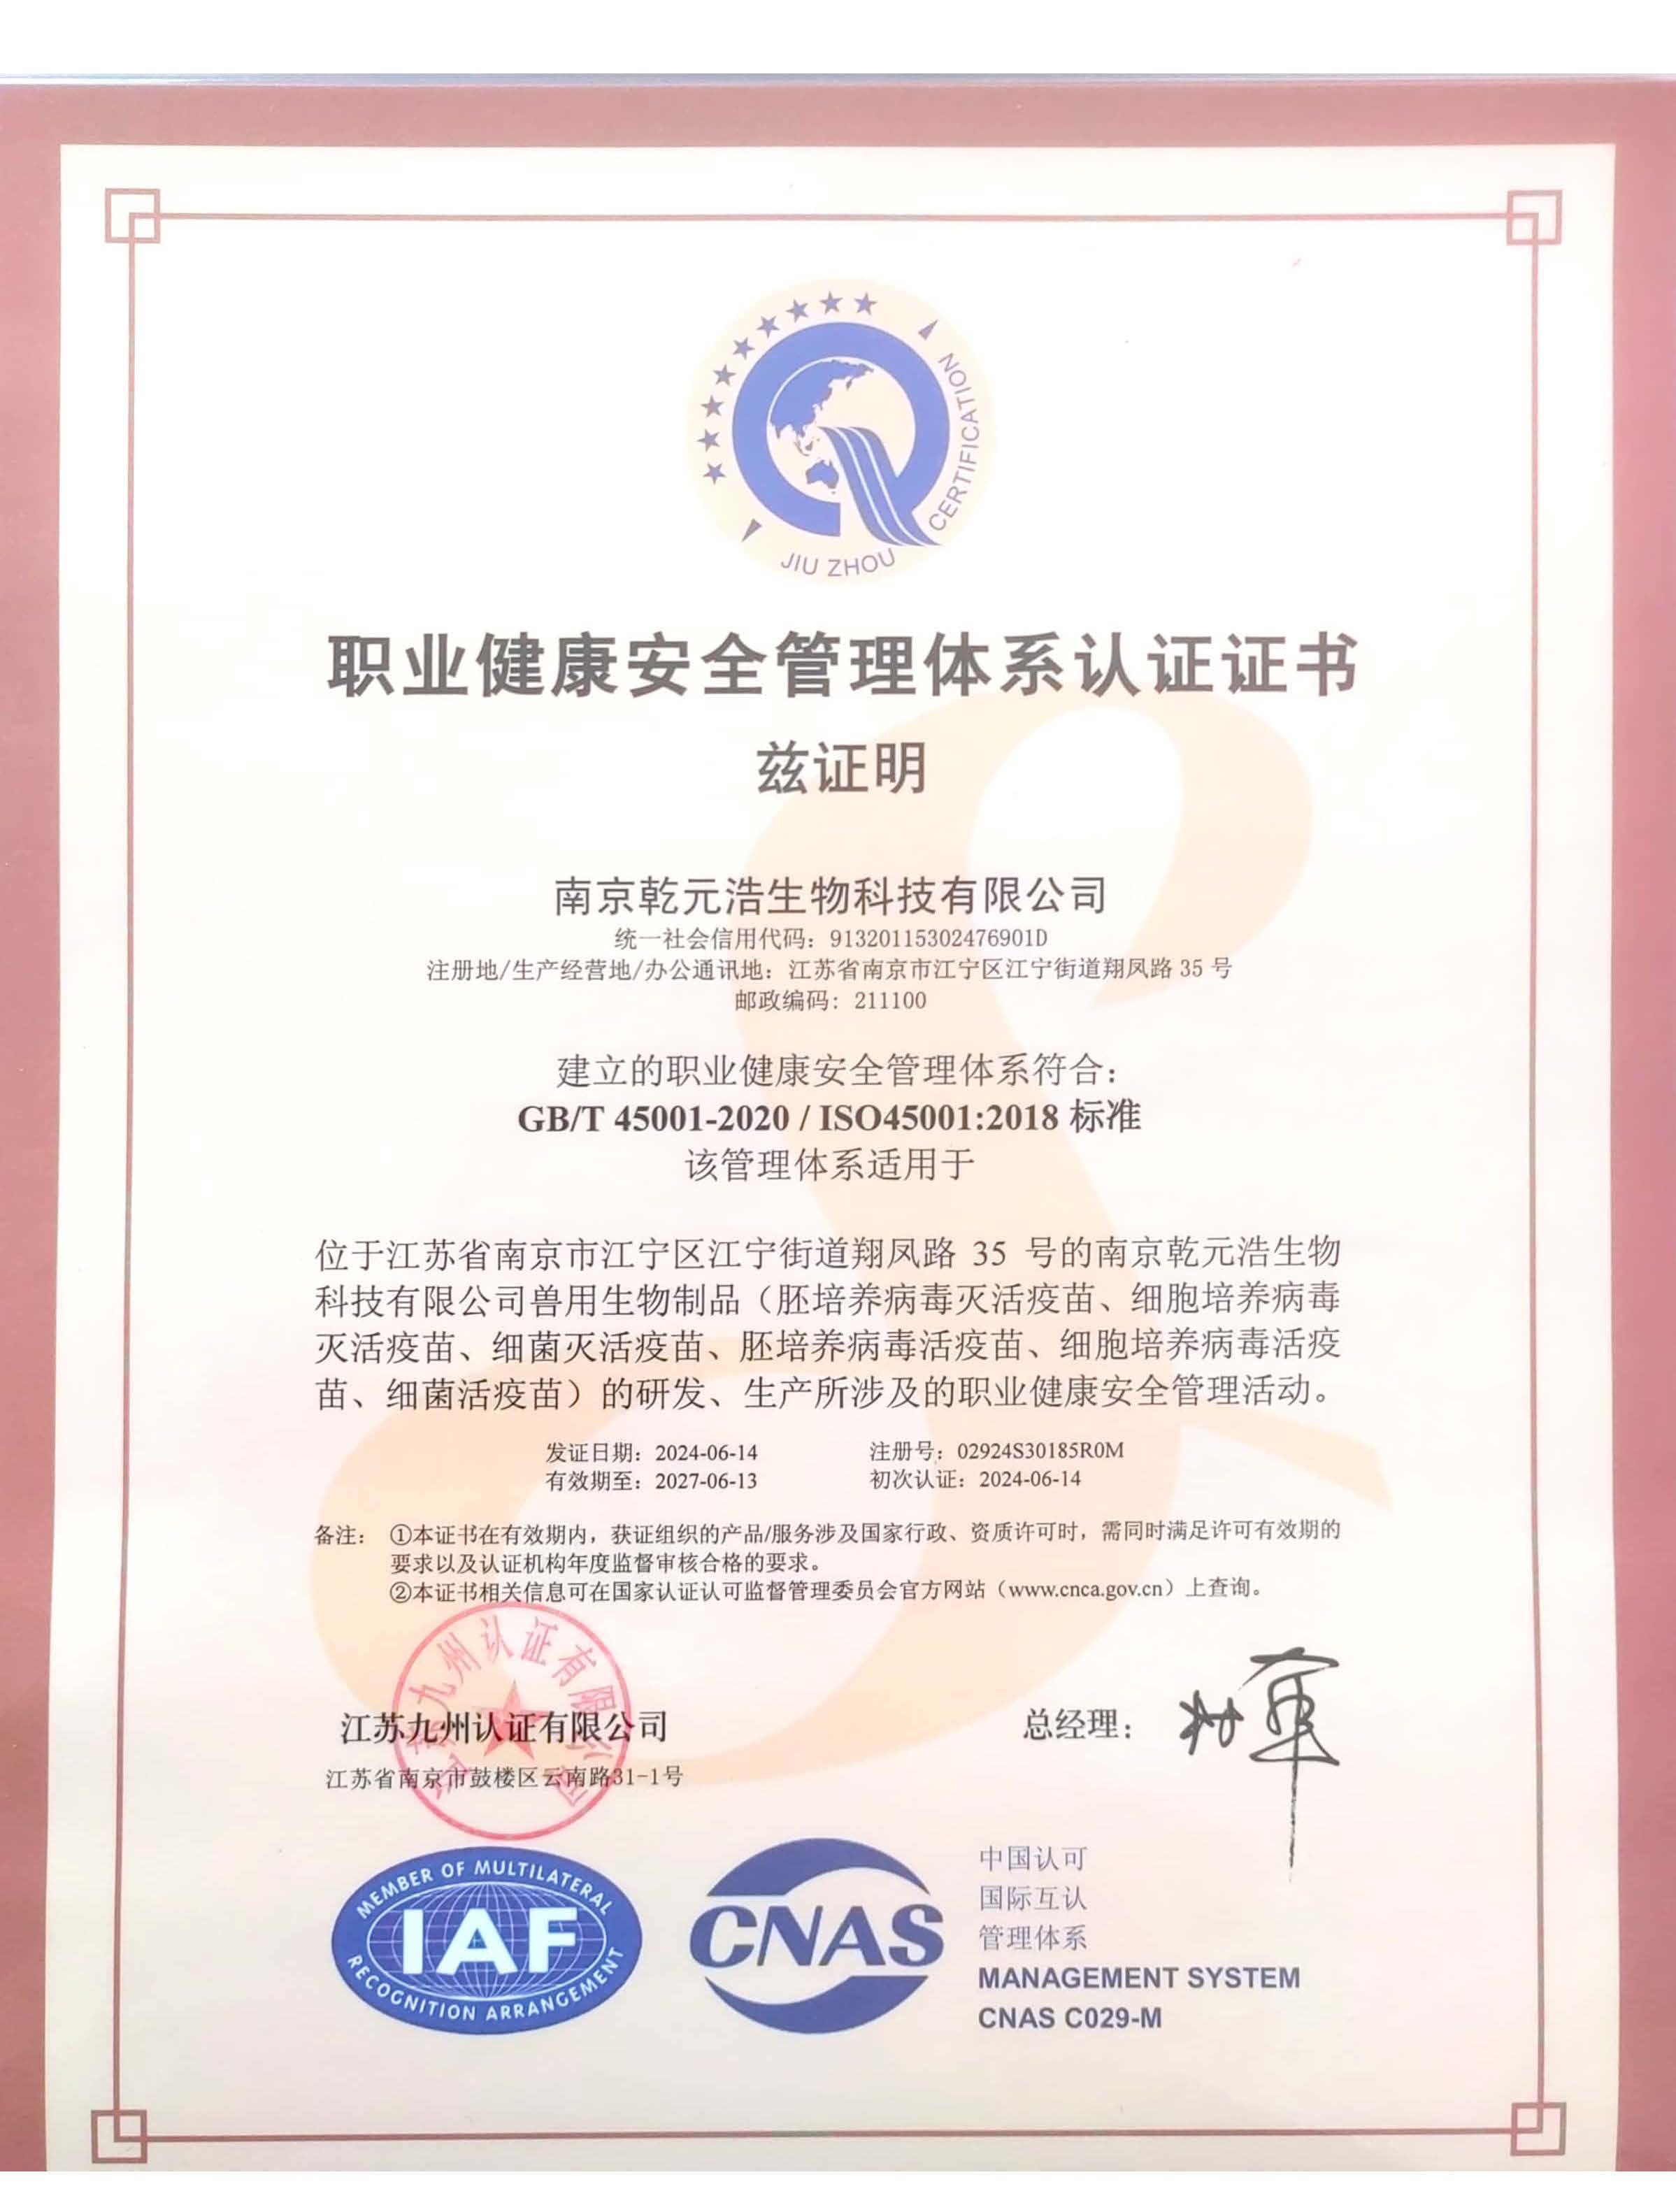 JIU ZHOU CERTIFICATION
职业健康安全管理体系认证证书
兹证明
南京乾元浩生物科技有限公司
统一社会信用代码：91320115302476901D
注册地/生产经营地/办公通讯地：江苏省南京市江宁区江宁街道翔凤路 35 号
邮政编码：211100
建立的职业健康安全管理体系符合：
GB/T 45001-2020 / ISO45001:2018 标准
该管理体系适用于
位于江苏省南京市江宁区江宁街道翔凤路 35 号的南京乾元浩生物
科技有限公司兽用生物制品（胚培养病毒灭活疫苗、细胞培养病毒
灭活疫苗、细菌灭活疫苗、胚培养病毒活疫苗、细胞培养病毒活疫
苗、细菌活疫苗）的研发、生产所涉及的职业健康安全管理活动。
发证日期：2024-06-14 注册号：02924S30185R0M
有效期至：2027-06-13 初次认证：2024-06-14
备注： ①本证书在有效期内，获证组织的产品/服务涉及国家行政、资质许可时，需同时满足许可有效期的
要求以及认证机构年度监督审核合格的要求。
②本证书相关信息可在国家认证认可监督管理委员会官方网站（www.cnca.gov.cn）上查询。
江苏九州认证有限公司
江苏九州认证有限公司 总经理：
江苏省南京市鼓楼区云南路31-1号
MEMBER OF MULTILATERAL
IAF
RECOGNITION ARRANGEMENT
CNAS
中国认可
国际互认
管理体系
MANAGEMENT SYSTEM
CNAS C029-M